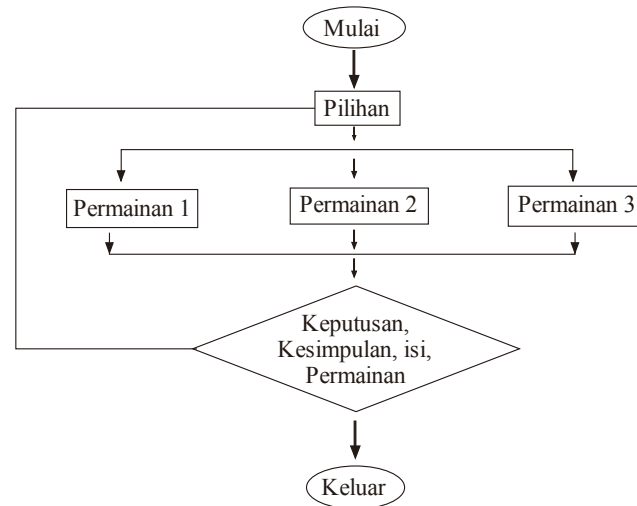 Mulai
Pilihan
Permainan 1
Permainan 2
Permainan 3
Keputusan,
Kesimpulan, isi,
Permainan
Keluar